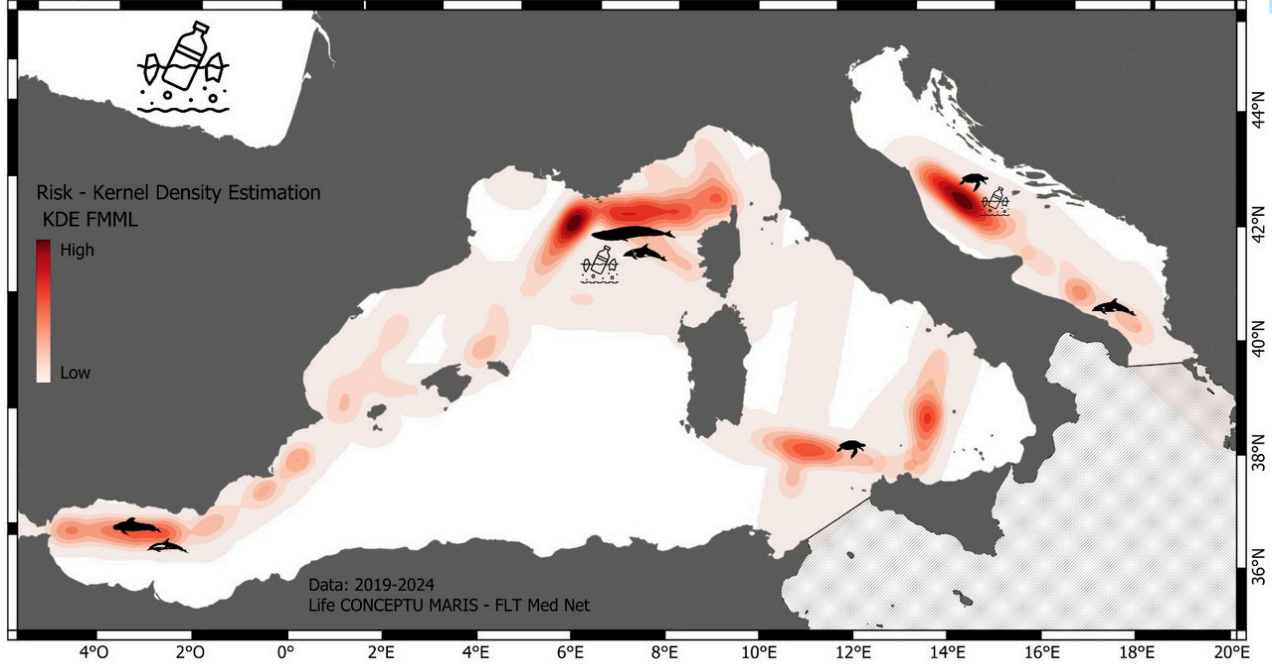 Risk - Kernel Density Estimation
KDE FMML
High
Low
Data: 2019-2024
Life CONCEPTU MARIS - FLT Med Net
44°N
42°N
40°N
38°N
36°N
4°O
2°O
0°
2°E
4°E
6°E
8°E
10°E
12°E
14°E
16°E
18°E
20°E